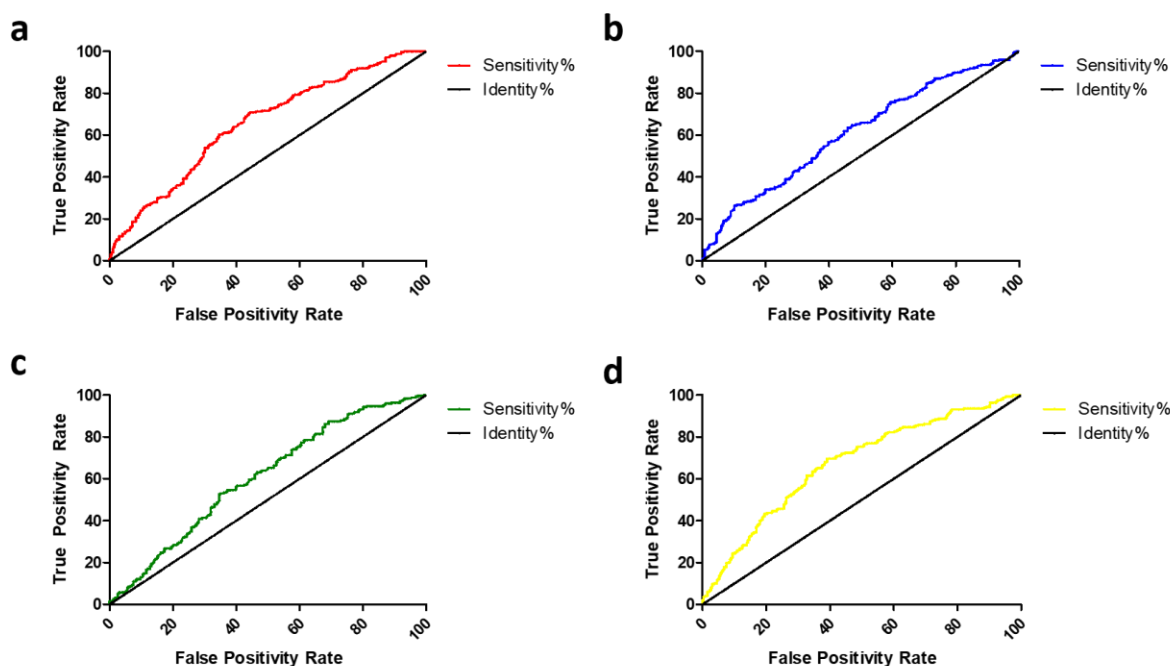 a
100
80
60
40
20
0
True Positivity Rate
0 20 40 60 80 100
False Positivity Rate
Sensitivity%
Identity%
b
100
80
60
40
20
0
True Positivity Rate
0 20 40 60 80 100
False Positivity Rate
Sensitivity%
Identity%
c
100
80
60
40
20
0
True Positivity Rate
0 20 40 60 80 100
False Positivity Rate
Sensitivity%
Identity%
d
100
80
60
40
20
0
True Positivity Rate
0 20 40 60 80 100
False Positivity Rate
Sensitivity%
Identity%